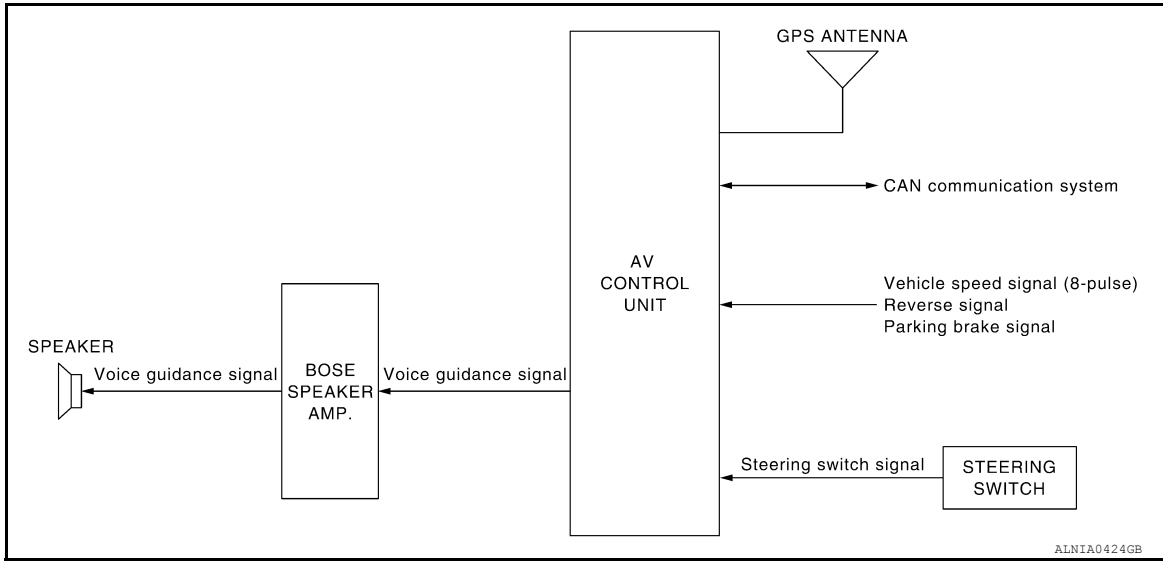 GPS ANTENNA
CAN communication system
AV
CONTROL
UNIT
Vehicle speed signal (8-pulse)
Reverse signal
Parking brake signal
SPEAKER
Voice guidance signal
BOSE
SPEAKER
AMP.
Voice guidance signal
Steering switch signal
STEERING
SWITCH
ALNIA0424GB